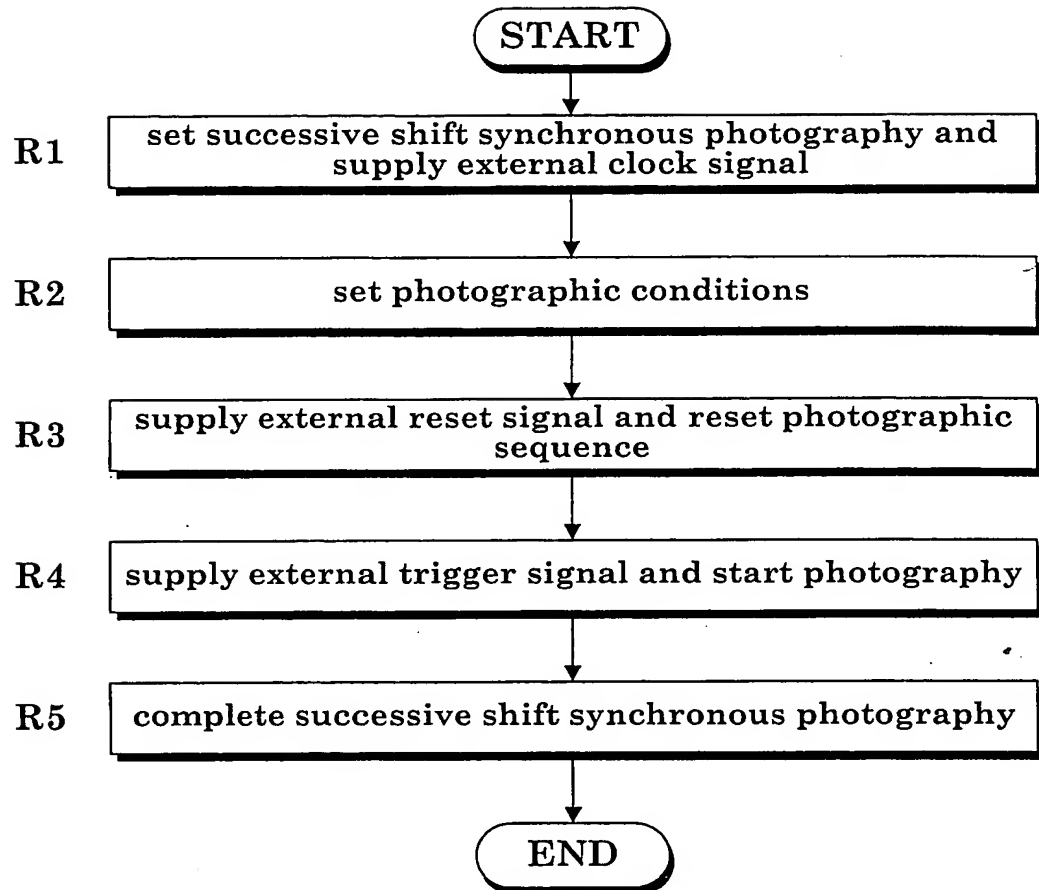 START
R1
set successive shift synchronous photography and
supply external clock signal
R2
set photographic conditions
R3
supply external reset signal and reset photographic
sequence
R4
supply external trigger signal and start photography
R5
complete successive shift synchronous photography
END